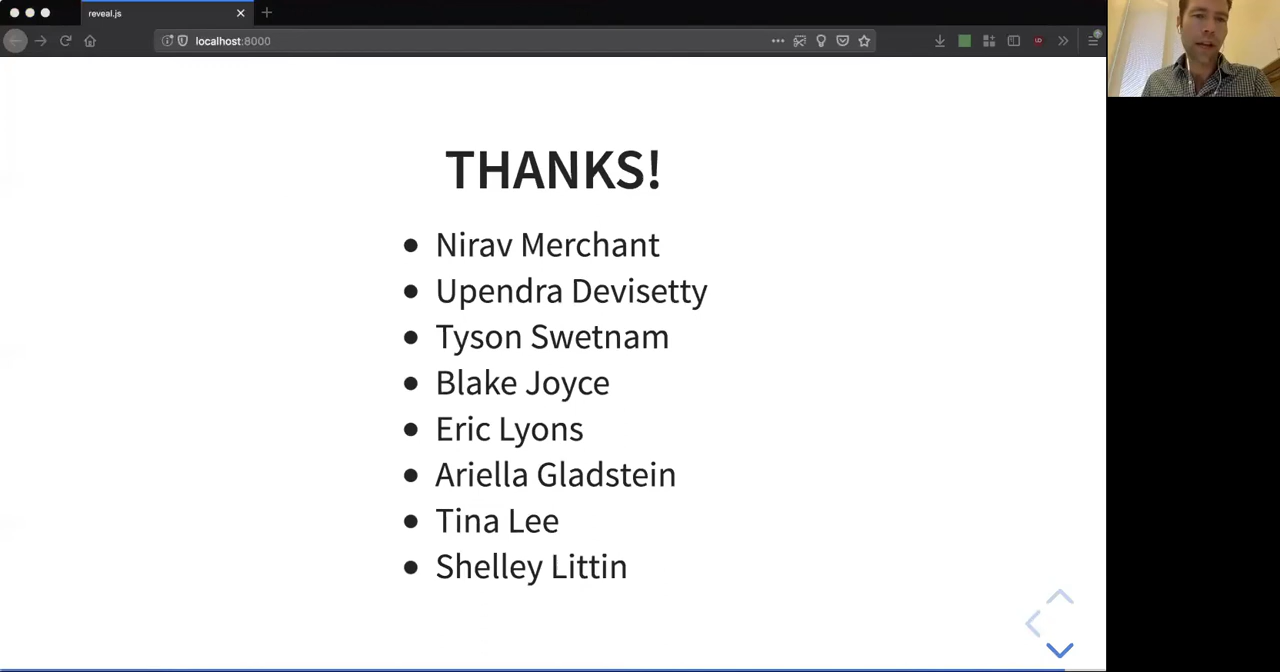 reveal.js
localhost:8000
THANKS!
Nirav Merchant
Upendra Devisetty
Tyson Swetnam
Blake Joyce
Eric Lyons
Ariella Gladstein
Tina Lee
Shelley Littin